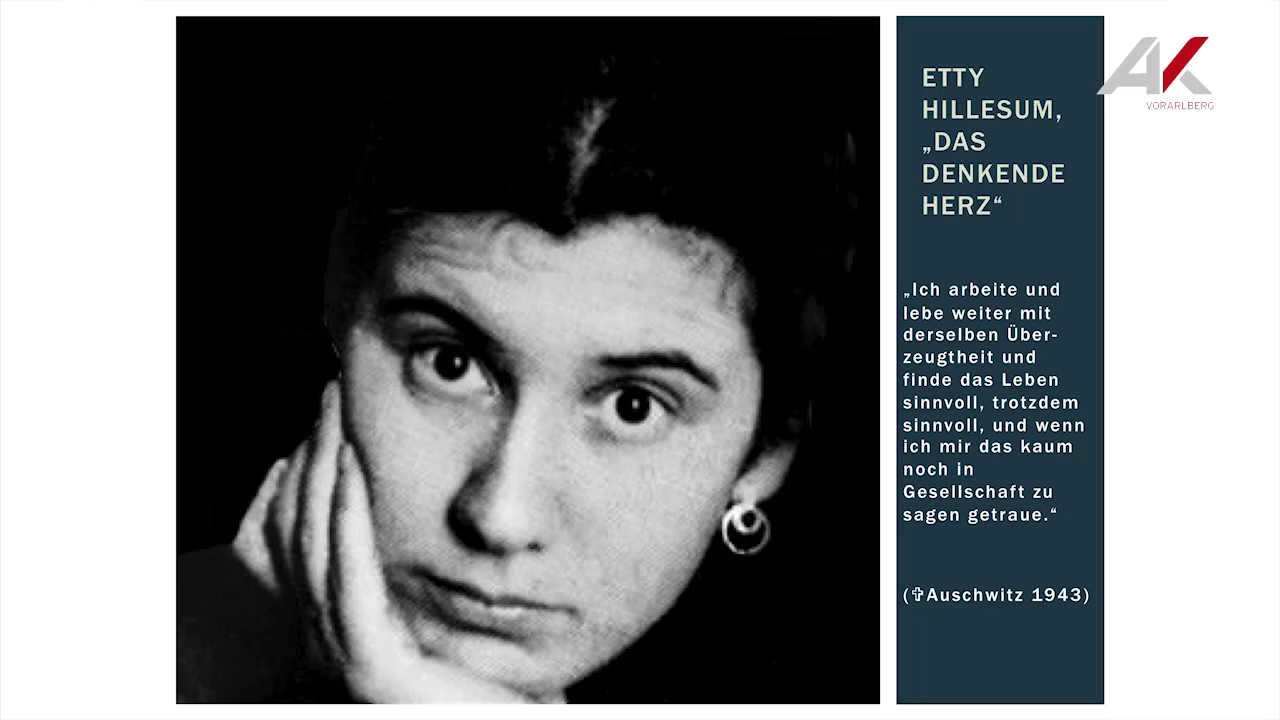 ETTY
HILLESUM,
„DAS
DENKENDE
HERZ“
„Ich arbeite und
lebe weiter mit
derselben Über-
zeugtheit und
finde das Leben
sinnvoll, trotzdem
sinnvoll, und wenn
ich mir das kaum
noch in
Gesellschaft zu
sagen getraue.“
(✞Auschwitz 1943)
AK
VORARLBERG